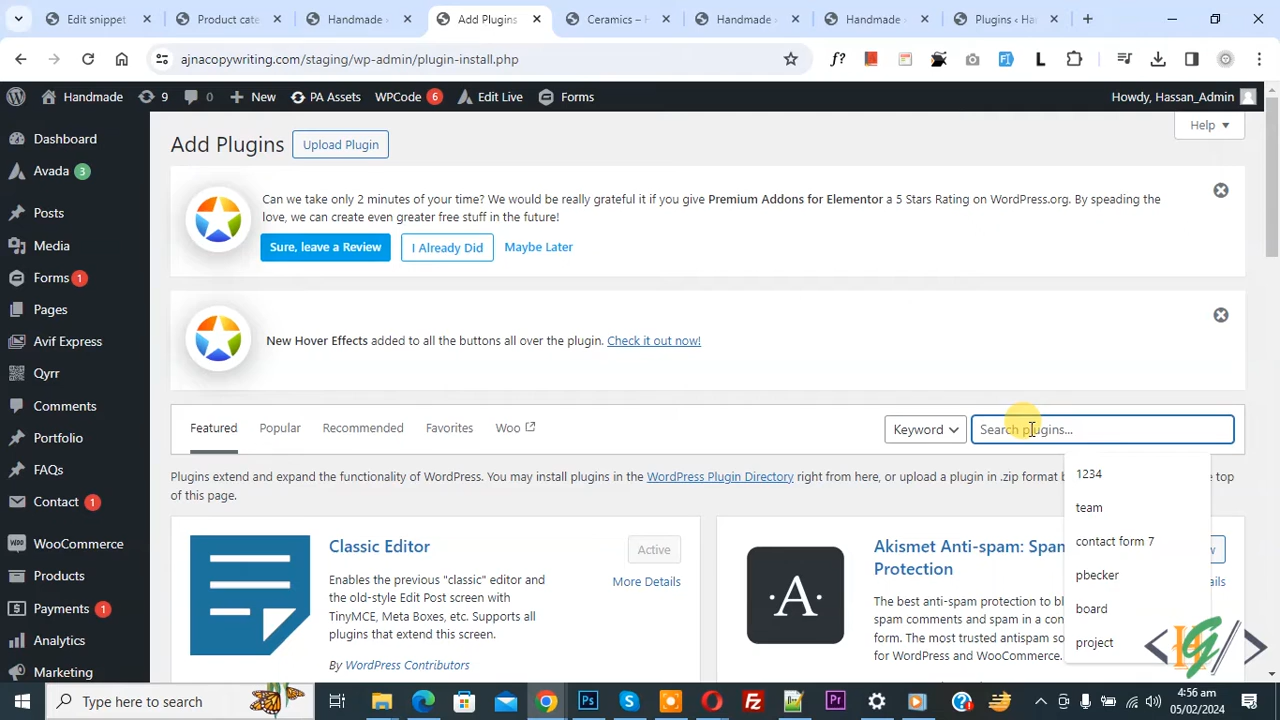 Edit snippet
Product cate
Handmade
Add Plugins
Ceramics – H
Handmade
Handmade
Plugins ‹ Ha
ajnacopywriting.com/staging/wp-admin/plugin-install.php
Handmade
9
0
New
PA Assets
WPCode 6
Edit Live
Forms
Howdy, Hassan_Admin
Dashboard
Avada 3
Posts
Media
Forms 1
Pages
Avif Express
Qyrr
Comments
Portfolio
FAQs
Contact 1
WooCommerce
Products
Payments 1
Analytics
Marketing
Help
Add Plugins
Upload Plugin
Can we take only 2 minutes of your time? We would be really grateful it if you give Premium Addons for Elementor a 5 Stars Rating on WordPress.org. By speading the
love, we can create even greater free stuff in the future!
Sure, leave a Review
I Already Did
Maybe Later
New Hover Effects added to all the buttons all over the plugin. Check it out now!
Featured
Popular
Recommended
Favorites
Woo
Keyword
Search plugins...
1234
team
contact form 7
pbecker
board
project
Plugins extend and expand the functionality of WordPress. You may install plugins in the WordPress Plugin Directory right from here, or upload a plugin in .zip format top
of this page.
Classic Editor
Active
More Details
Enables the previous "classic" editor and
the old-style Edit Post screen with
TinyMCE, Meta Boxes, etc. Supports all
plugins that extend this screen.
By WordPress Contributors
Akismet Anti-spam: Spam
Protection
The best anti-spam protection to bl
spam comments and spam in a con
form. The most trusted antispam so
for WordPress and WooCommerce.
Type here to search
4:56 am
05/02/2024